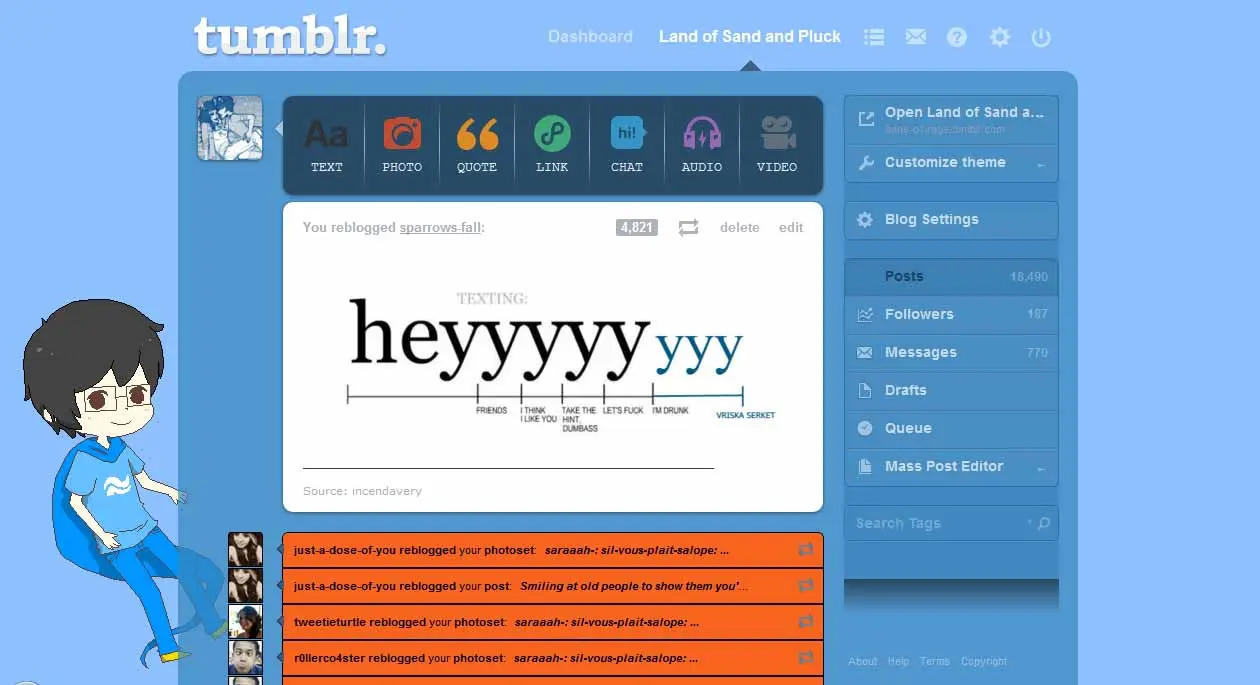 tumblr.
Dashboard
Land of Sand and Pluck
Aa
TEXT
PHOTO
QUOTE
LINK
hi!
CHAT
AUDIO
VIDEO
You reblogged sparrows-fall:
4,821
delete
edit
TEXTING:
heyyyyyyyy
FRIENDS
I THINK
I LIKE YOU
TAKE THE
HINT,
DUMBASS
LET'S FUCK
I'M DRUNK
VRISKA SERKET
Source: incendavery
just-a-dose-of-you reblogged your photoset: saraaah-: sil-vous-plait-salope: ...
just-a-dose-of-you reblogged your post: Smiling at old people to show them you'...
tweetieturtle reblogged your photoset: saraaah-: sil-vous-plait-salope: ...
r0llerco4ster reblogged your photoset: saraaah-: sil-vous-plait-salope: ...
Open Land of Sand a...
Customize theme
Blog Settings
Posts 18,490
Followers 187
Messages 770
Drafts
Queue
Mass Post Editor
Search Tags
About Help Terms Copyright